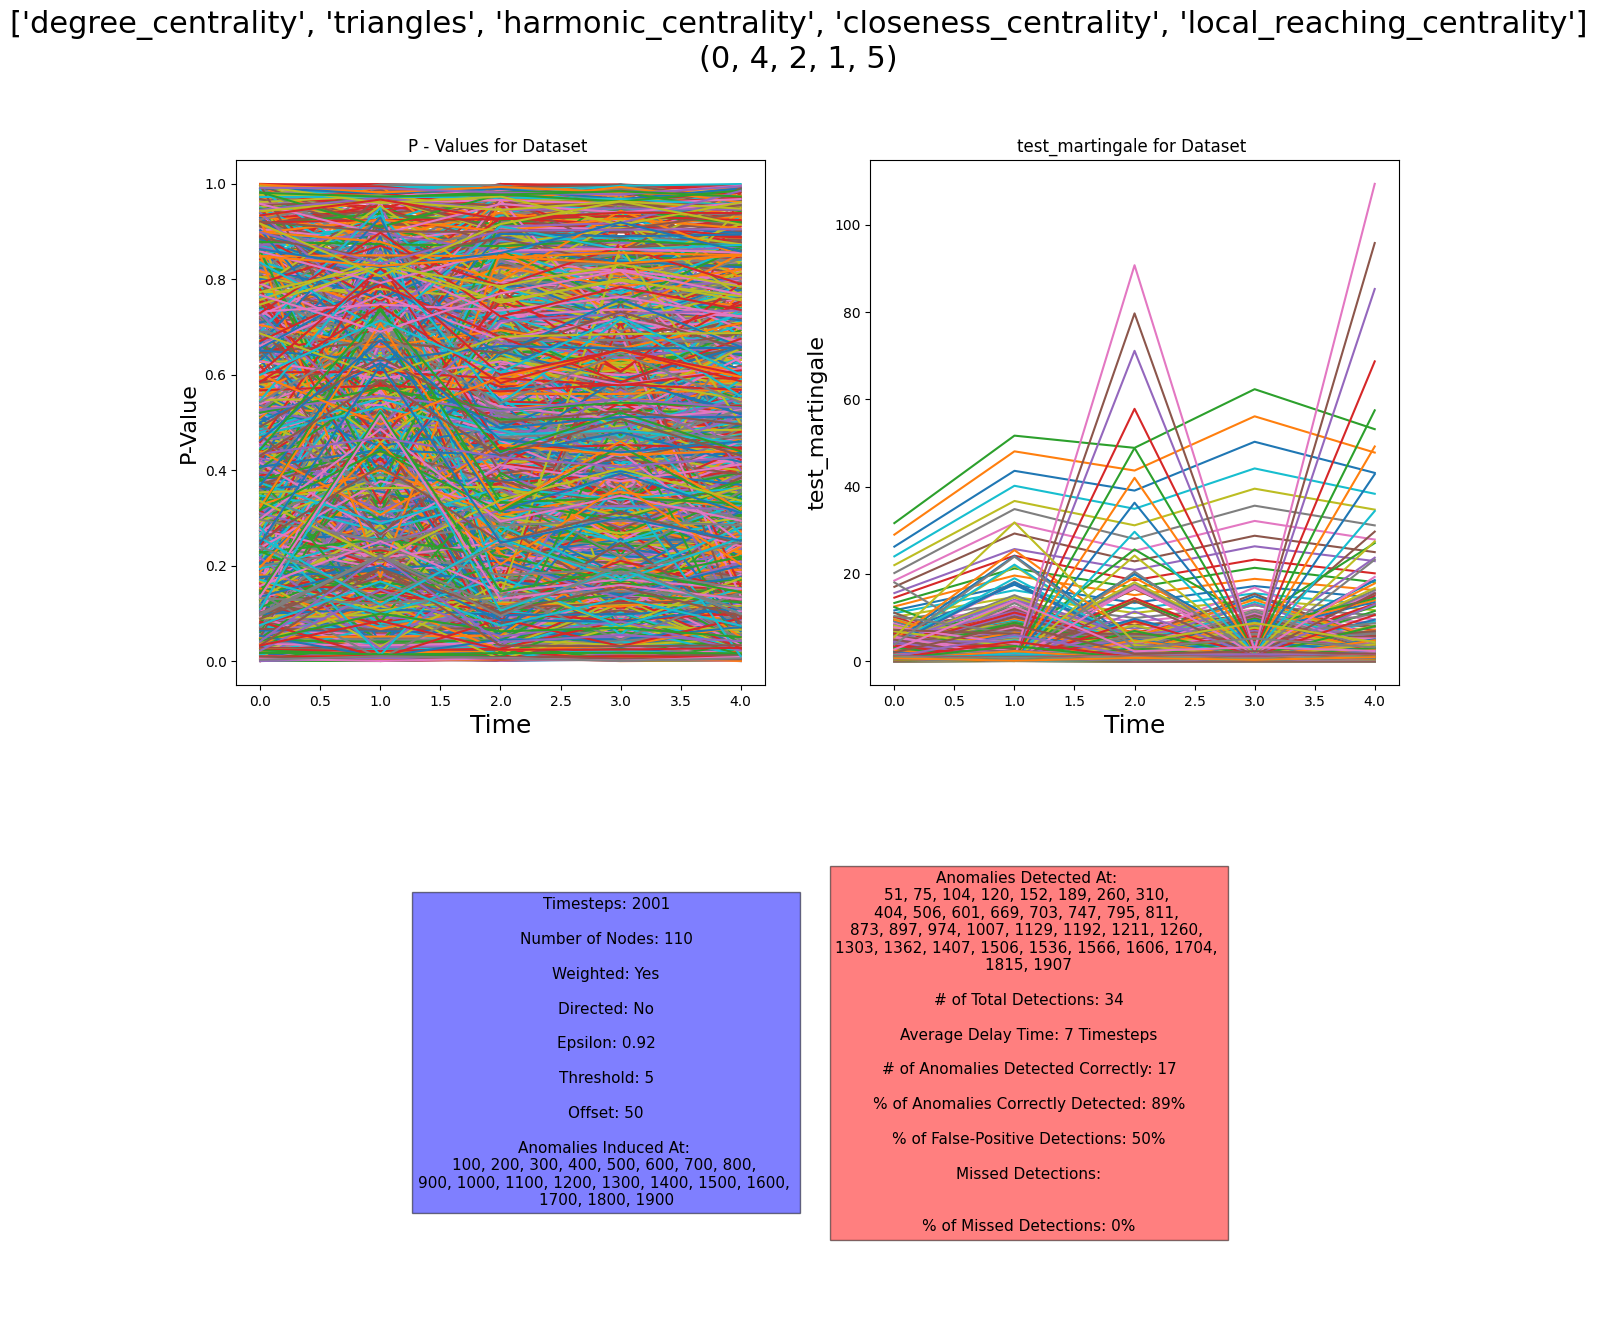 ['degree_centrality', 'triangles', 'harmonic_centrality', 'closeness_centrality', 'local_reaching_centrality']
(0, 4, 2, 1, 5)
P - Values for Dataset
P-Value
1.0
0.8
0.6
0.4
0.2
0.0
0.0 0.5 1.0 1.5 2.0 2.5 3.0 3.5 4.0
Time
test_martingale for Dataset
test_martingale
100
80
60
40
20
0
0.0 0.5 1.0 1.5 2.0 2.5 3.0 3.5 4.0
Time
Timesteps: 2001
Number of Nodes: 110
Weighted: Yes
Directed: No
Epsilon: 0.92
Threshold: 5
Offset: 50
Anomalies Induced At:
100, 200, 300, 400, 500, 600, 700, 800,
900, 1000, 1100, 1200, 1300, 1400, 1500, 1600,
1700, 1800, 1900
Anomalies Detected At:
51, 75, 104, 120, 152, 189, 260, 310,
404, 506, 601, 669, 703, 747, 795, 811,
873, 897, 974, 1007, 1129, 1192, 1211, 1260,
1303, 1362, 1407, 1506, 1536, 1566, 1606, 1704,
1815, 1907
# of Total Detections: 34
Average Delay Time: 7 Timesteps
# of Anomalies Detected Correctly: 17
% of Anomalies Correctly Detected: 89%
% of False-Positive Detections: 50%
Missed Detections:
% of Missed Detections: 0%